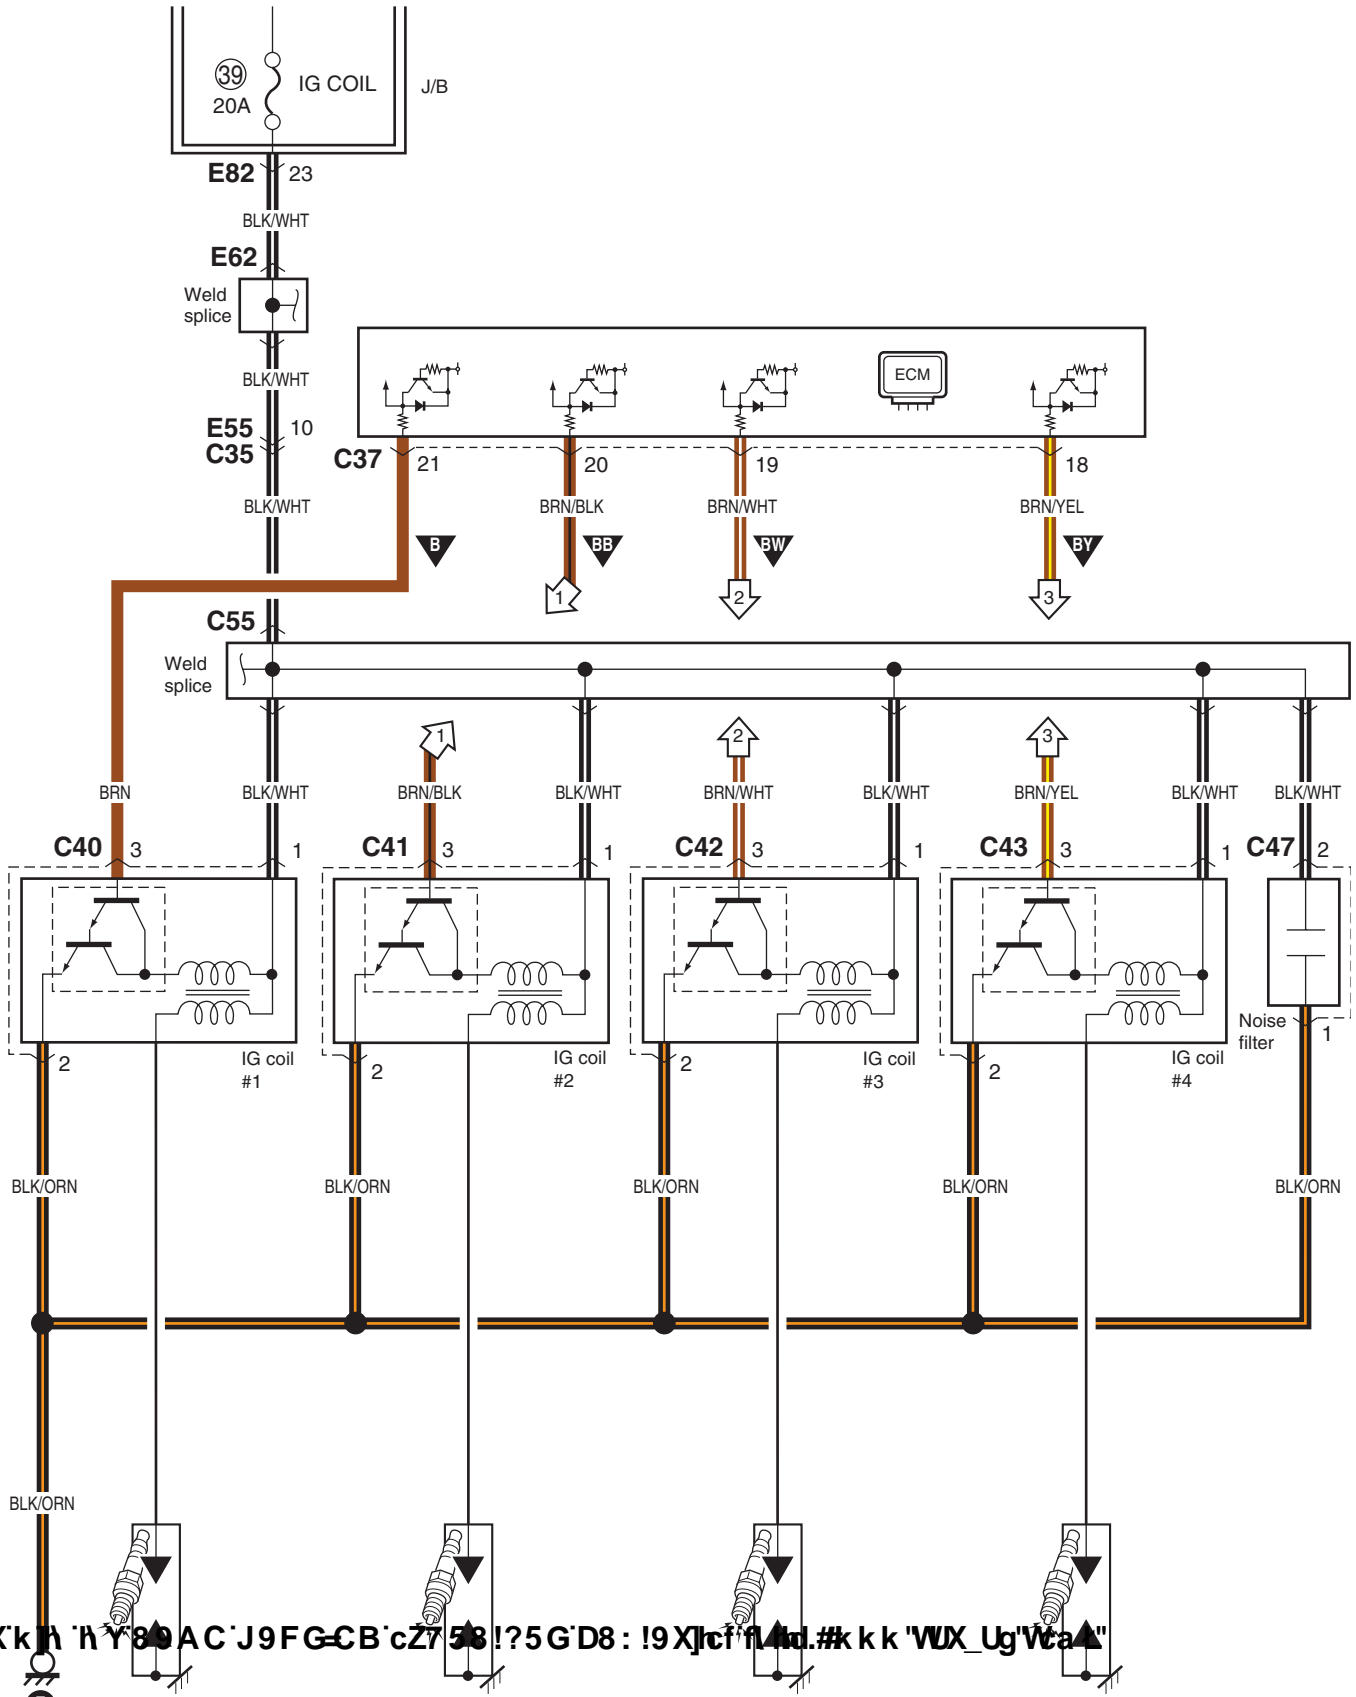 39
20A
IG COIL
J/B
E82 23
BLK/WHT
E62
Weld
splice
BLK/WHT
ECM
E55 10
C35
C37 21 20 19 18
BLK/WHT BRN/BLK BRN/WHT BRN/YEL
B BB BW BY
1 2 3
C55
Weld
splice
1 2 3
BRN BLK/WHT BRN/BLK BLK/WHT BRN/WHT BLK/WHT BRN/YEL BLK/WHT BLK/WHT
C40 3 1 C41 3 1 C42 3 1 C43 3 1 C47 2
Noise
filter
1
2 IG coil
#1
2 IG coil
#2
2 IG coil
#3
2 IG coil
#4
BLK/ORN BLK/ORN BLK/ORN BLK/ORN BLK/ORN
BLK/ORN